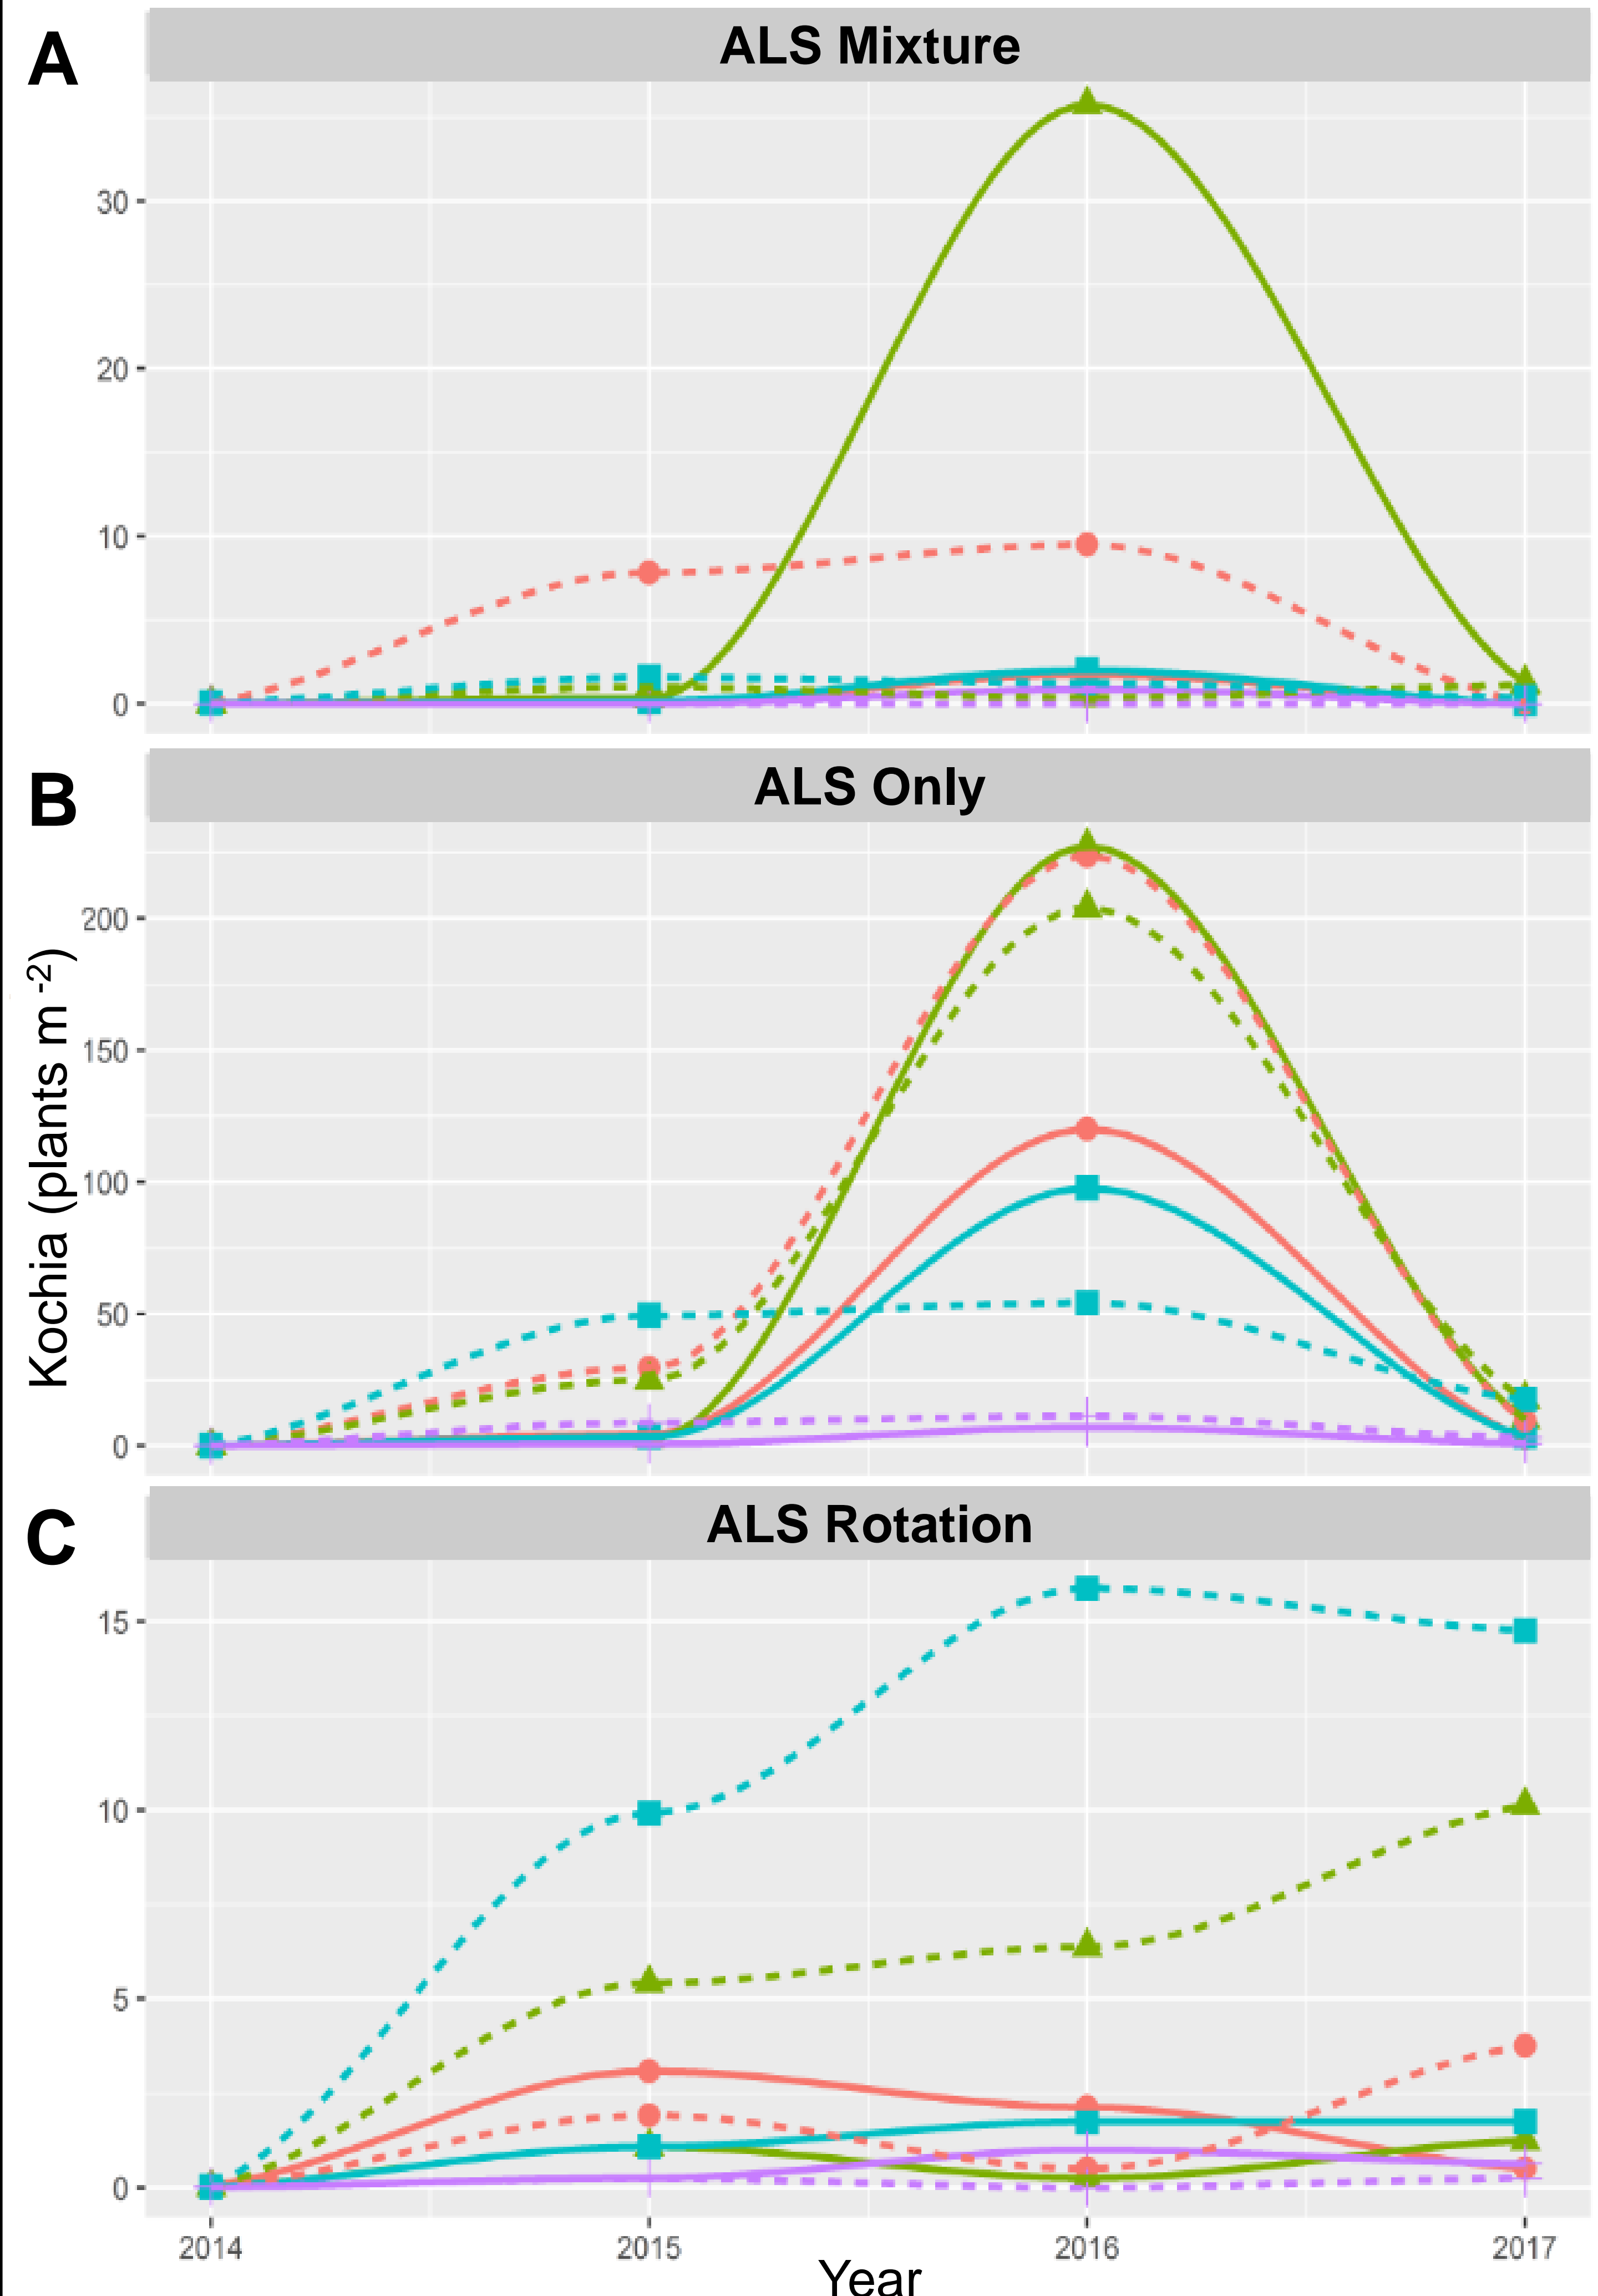 A
ALS Mixture
30
20
10
0
B
ALS Only
Kochia (plants m -2)
200
150
100
50
0
C
ALS Rotation
15
10
5
0
2014 2015 2016 2017
Year